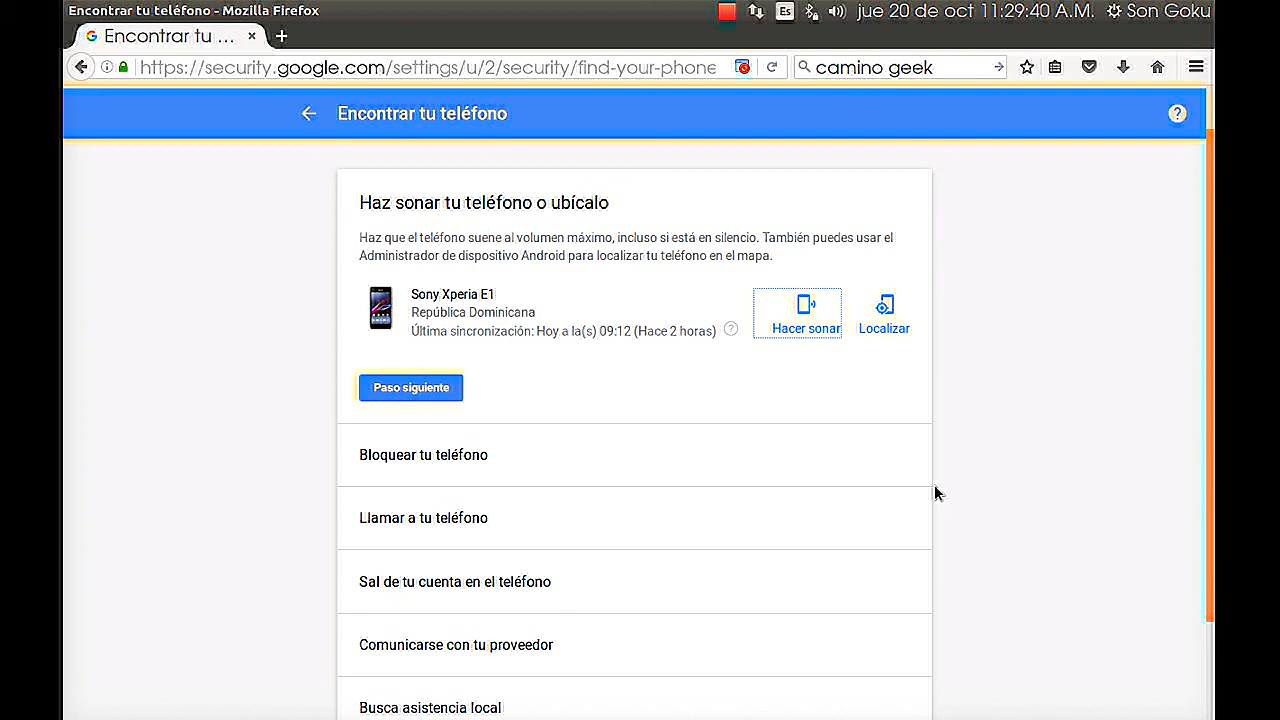 Encontrar tu teléfono - Mozilla Firefox
Es
jue 20 de oct 11:29:40 A.M.
Son Goku
Encontrar tu ...
https://security.google.com/settings/u/2/security/find-your-phone
camino geek
Encontrar tu teléfono
Haz sonar tu teléfono o ubícalo
Haz que el teléfono suene al volumen máximo, incluso si está en silencio. También puedes usar el
Administrador de dispositivo Android para localizar tu teléfono en el mapa.
Sony Xperia E1
República Dominicana
Última sincronización: Hoy a la(s) 09:12 (Hace 2 horas)
Hacer sonar
Localizar
Paso siguiente
Bloquear tu teléfono
Llamar a tu teléfono
Sal de tu cuenta en el teléfono
Comunicarse con tu proveedor
Busca asistencia local